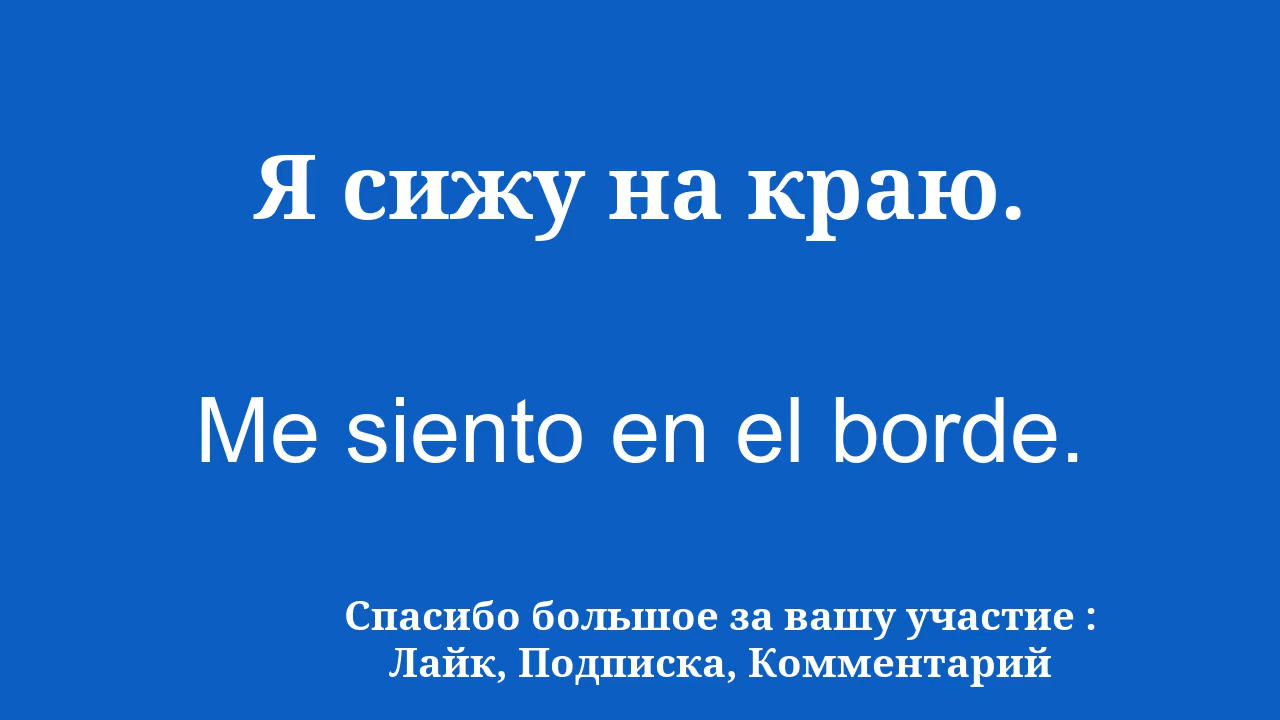 Я сижу на краю.
Me siento en el borde.
Спасибо большое за вашу участие :
Лайк, Подписка, Комментарий